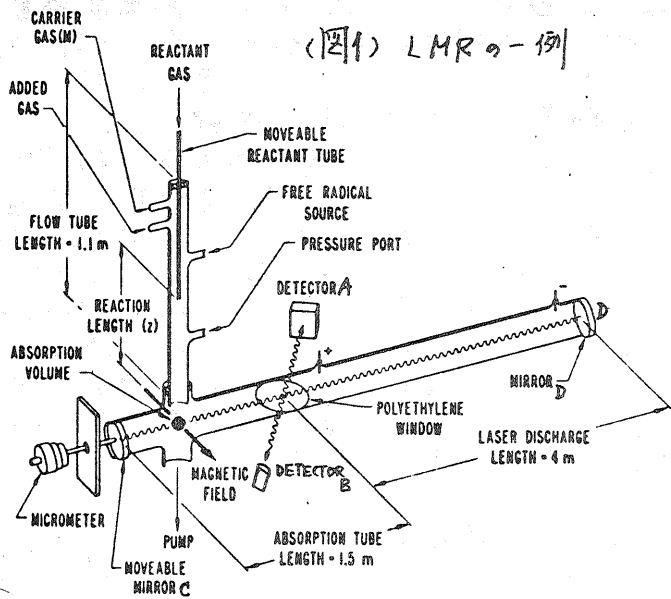 (図1) LMRの一例
CARRIER
GAS(M)
REACTANT
GAS
ADDED
GAS
MOVEABLE
REACTANT TUBE
FREE RADICAL
SOURCE
FLOW TUBE
LENGTH = 1.1 m
PRESSURE PORT
DETECTOR A
REACTION
LENGTH (z)
ABSORPTION
VOLUME
+
-
D
MIRROR D
POLYETHYLENE
WINDOW
LASER DISCHARGE
LENGTH = 4 m
MAGNETIC
FIELD
DETECTOR
B
MICROMETER
PUMP
ABSORPTION TUBE
LENGTH = 1.5 m
MOVEABLE
MIRROR C